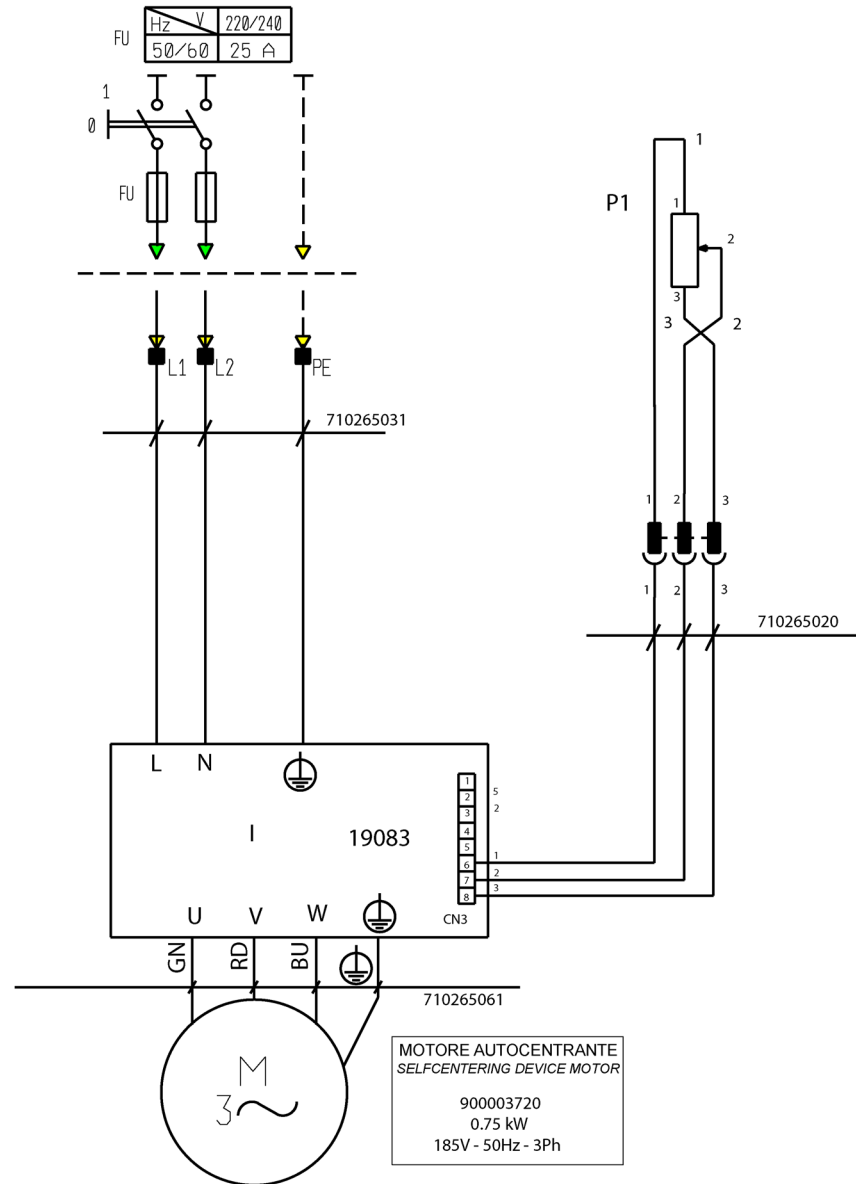 FU
Hz V 220/240
50/60 25 A
1
0
FU
L1 L2 PE
710265031
P1
1
1
2
3
3 2
1 2 3
1 2 3
710265020
L N
I 19083
1
2
3
4
5
6
7
8
5
2
1
2
3
CN3
U V W
GN RD BU
710265061
M
3
MOTORE AUTOCENTRANTE
SELFCENTERING DEVICE MOTOR
900003720
0.75 kW
185V - 50Hz - 3Ph